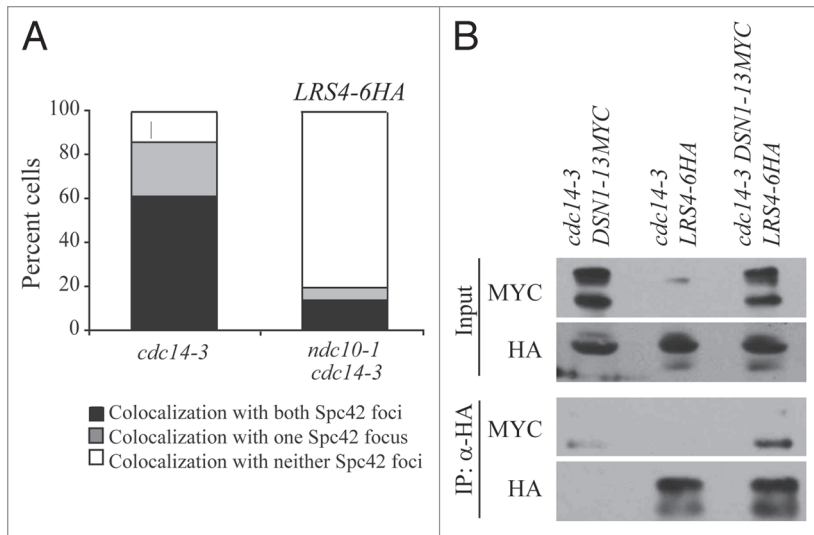 A
LRS4-6HA
100
80
60
40
20
0
Percent cells
cdc14-3
ndc10-1
cdc14-3
Colocalization with both Spc42 foci
Colocalization with one Spc42 focus
Colocalization with neither Spc42 foci
B
cdc14-3
DSN1-13MYC
cdc14-3
LRS4-6HA
cdc14-3 DSN1-13MYC
LRS4-6HA
Input
MYC
HA
IP: α-HA
MYC
HA